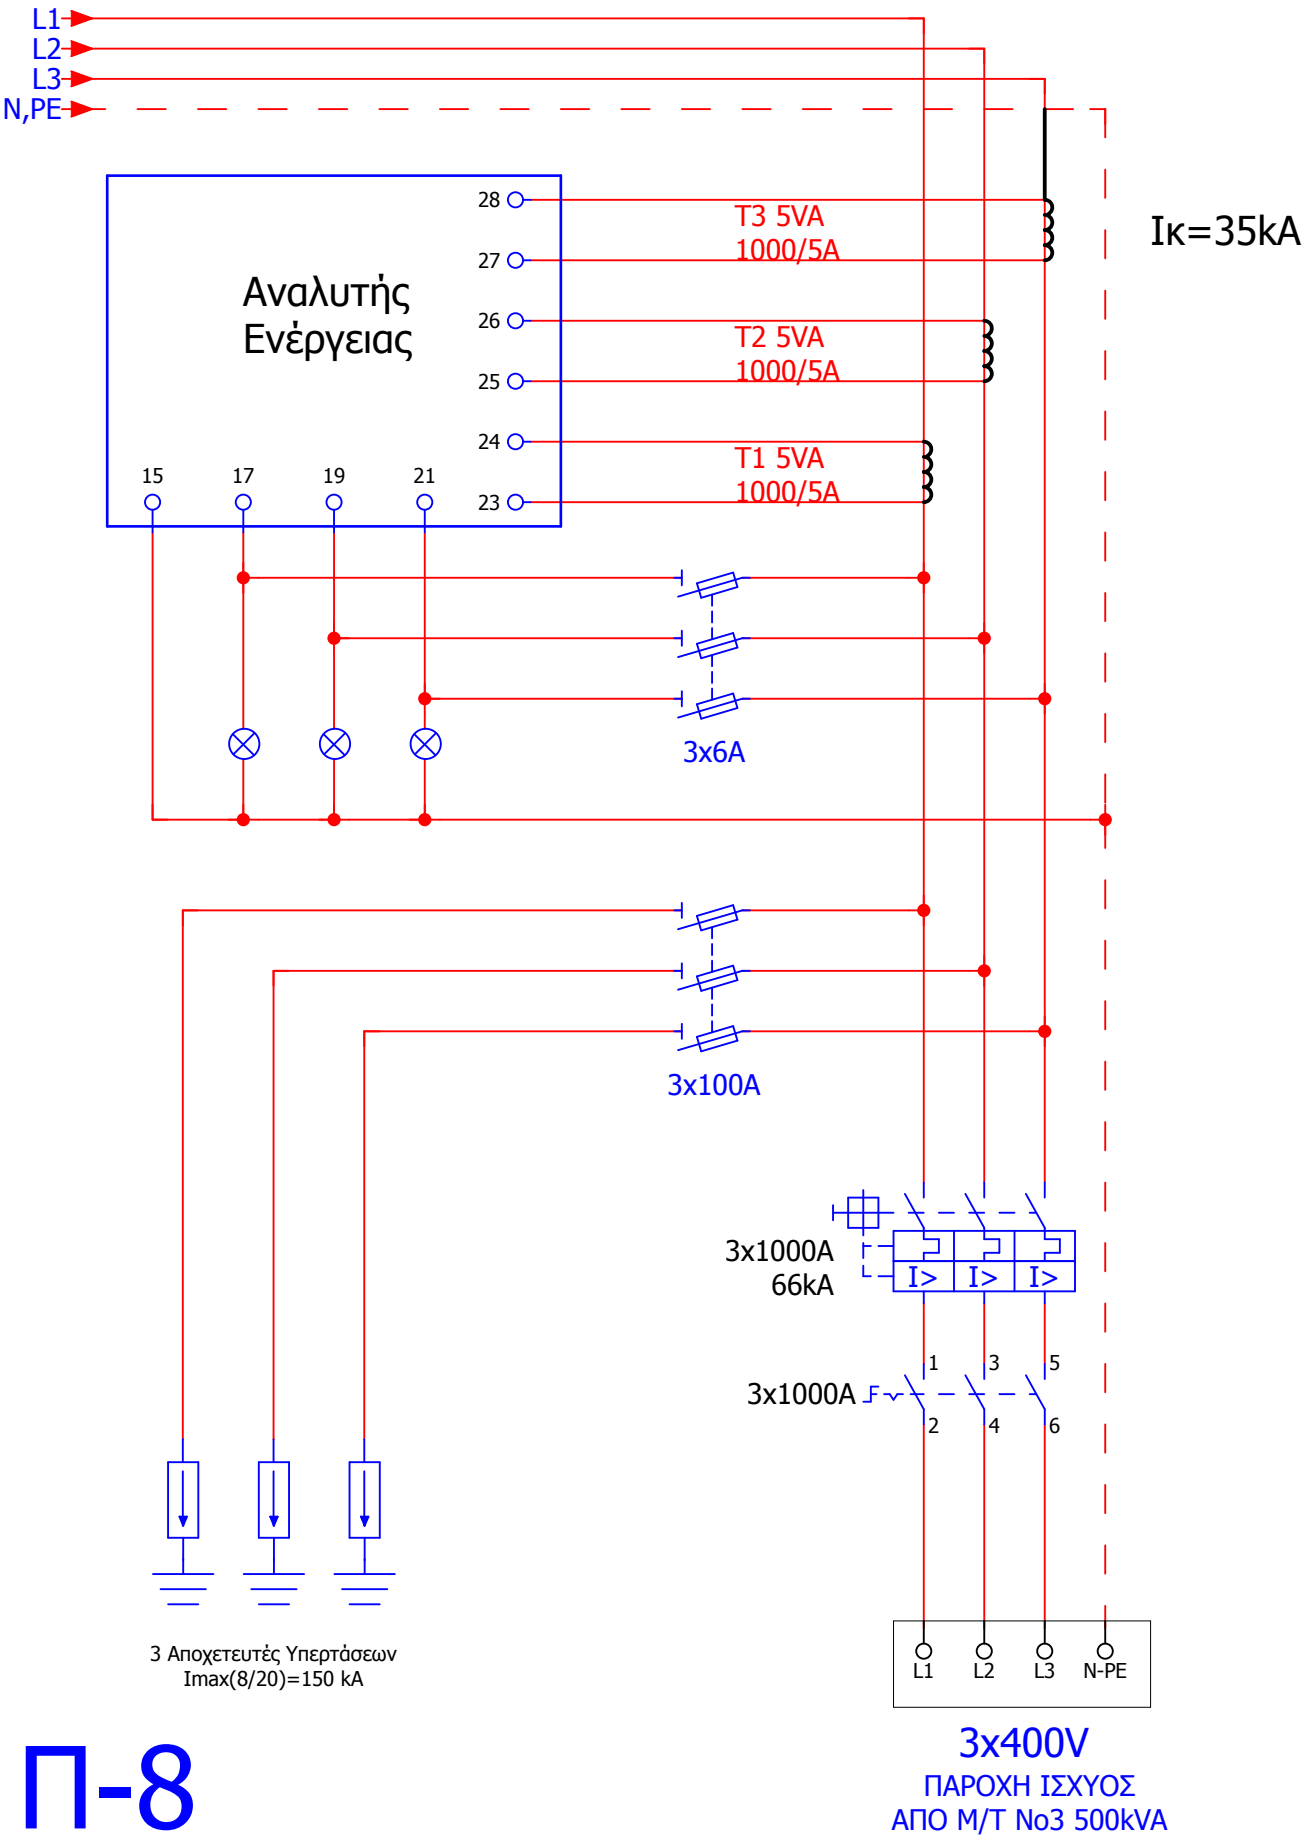 L1
L2
L3
N,PE
28
T3 5VA
1000/5A
Iκ=35kA
27
Αναλυτής
Ενέργειας
26
T2 5VA
1000/5A
25
24
T1 5VA
1000/5A
23
15
17
19
21
3x6A
3x100A
3x1000A
66kA
I>
I>
I>
1
3
5
3x1000A
2
4
6
3 Αποχετευτές Υπερτάσεων
Imax(8/20)=150 kA
L1
L2
L3
N-PE
3x400V
ΠΑΡΟΧΗ ΙΣΧΥΟΣ
ΑΠΟ Μ/Τ Νο3 500kVA
Π-8